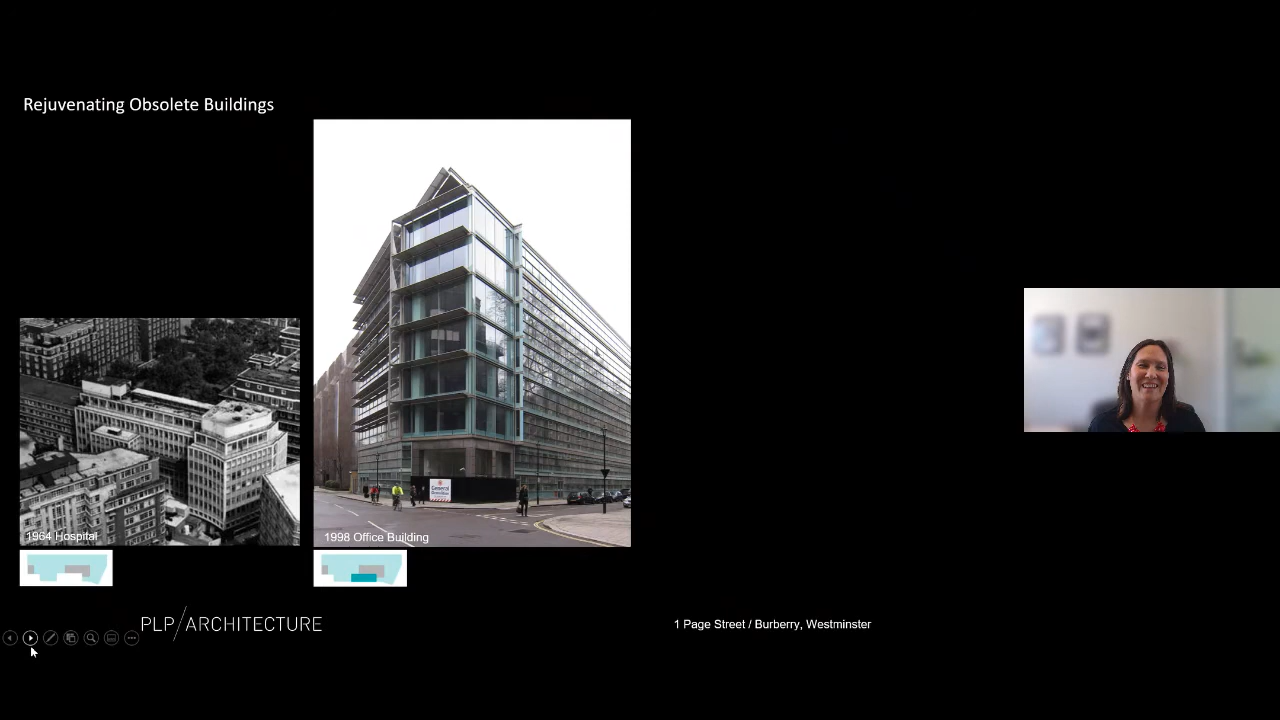 Rejuvenating Obsolete Buildings
1964 Hospital
1998 Office Building
PLP/ARCHITECTURE
1 Page Street / Burberry, Westminster